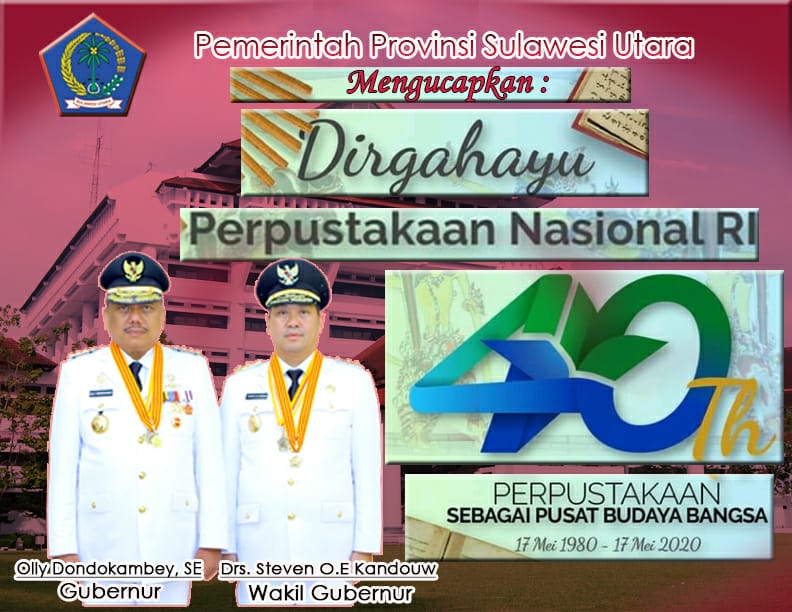 Pemerintah Provinsi Sulawesi Utara
Mengucapkan :
Dirgahayu
Perpustakaan Nasional RI
40Th
PERPUSTAKAAN
SEBAGAI PUSAT BUDAYA BANGSA
17 Mei 1980 - 17 Mei 2020
Olly Dondokambey, SE
Gubernur
Drs. Steven O.E Kandouw
Wakil Gubernur